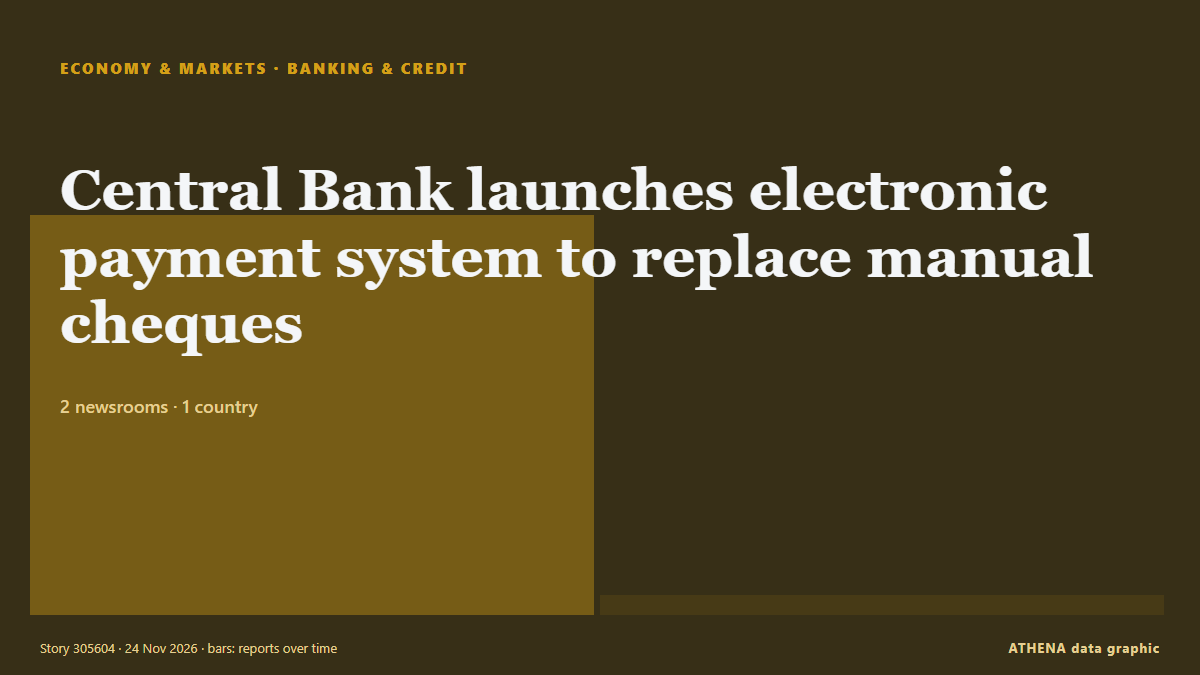 ECONOMY & MARKETS · BANKING & CREDIT
Central Bank launches electronic
payment system to replace manual
cheques
2 newsrooms · 1 country
Story 305604 · 24 Nov 2026 · bars: reports over time
ATHENA data graphic